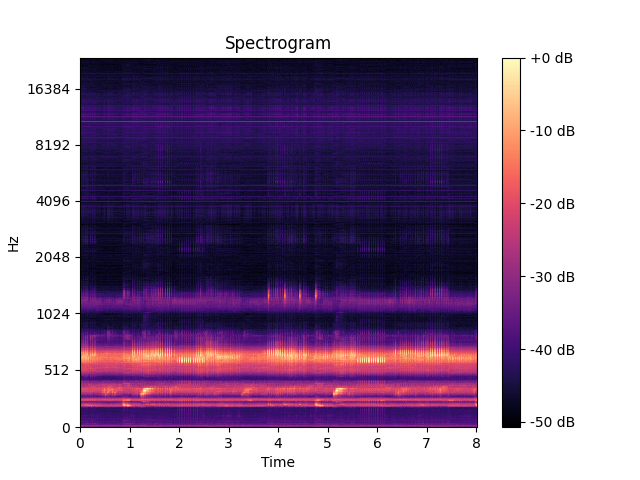 Spectrogram
Hz
16384
8192
4096
2048
1024
512
0
0 1 2 3 4 5 6 7 8
Time
+0 dB
-10 dB
-20 dB
-30 dB
-40 dB
-50 dB